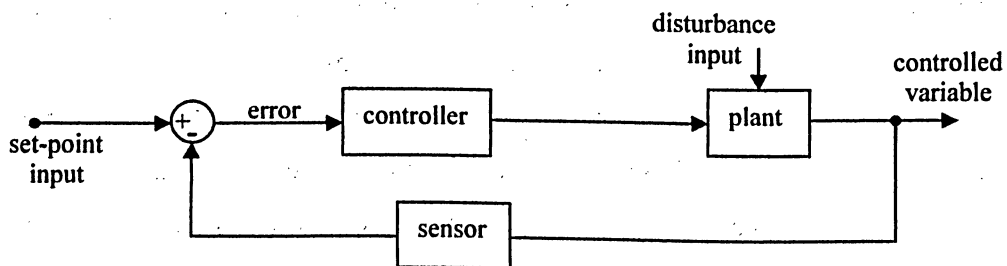 disturbance
input
controlled
variable
+
-
error
controller
plant
set-point
input
sensor